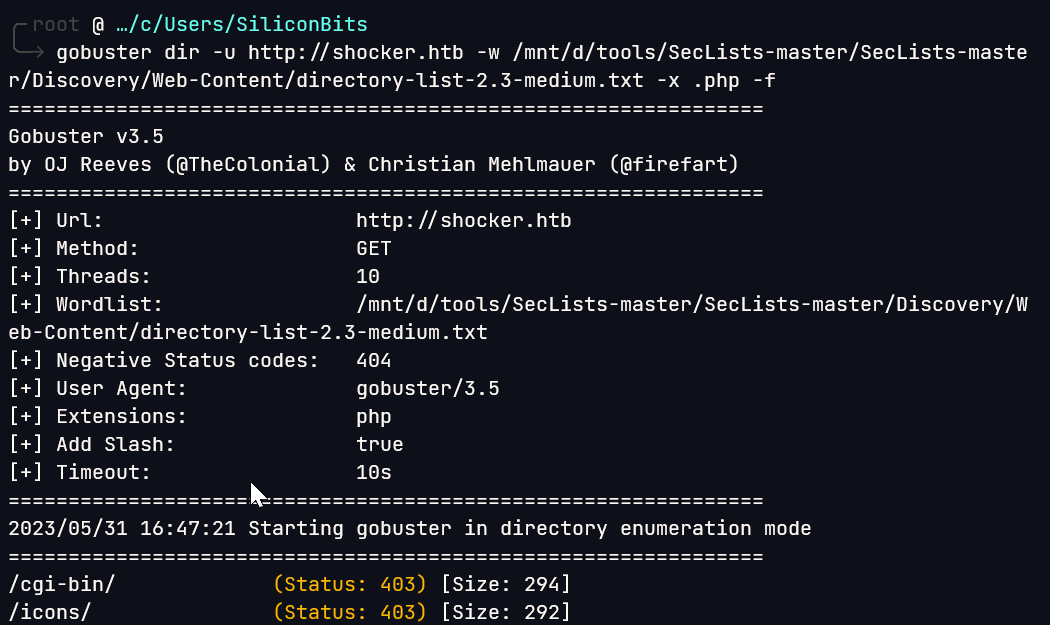 root @ …/c/Users/SiliconBits
gobuster dir -u http://shocker.htb -w /mnt/d/tools/SecLists-master/SecLists-maste
r/Discovery/Web-Content/directory-list-2.3-medium.txt -x .php -f
===============================================================
Gobuster v3.5
by OJ Reeves (@TheColonial) & Christian Mehlmauer (@firefart)
===============================================================
[+] Url:                     http://shocker.htb
[+] Method:                  GET
[+] Threads:                 10
[+] Wordlist:                /mnt/d/tools/SecLists-master/SecLists-master/Discovery/W
eb-Content/directory-list-2.3-medium.txt
[+] Negative Status codes:   404
[+] User Agent:              gobuster/3.5
[+] Extensions:              php
[+] Add Slash:               true
[+] Timeout:                 10s
===============================================================
2023/05/31 16:47:21 Starting gobuster in directory enumeration mode
===============================================================
/cgi-bin/             (Status: 403) [Size: 294]
/icons/               (Status: 403) [Size: 292]